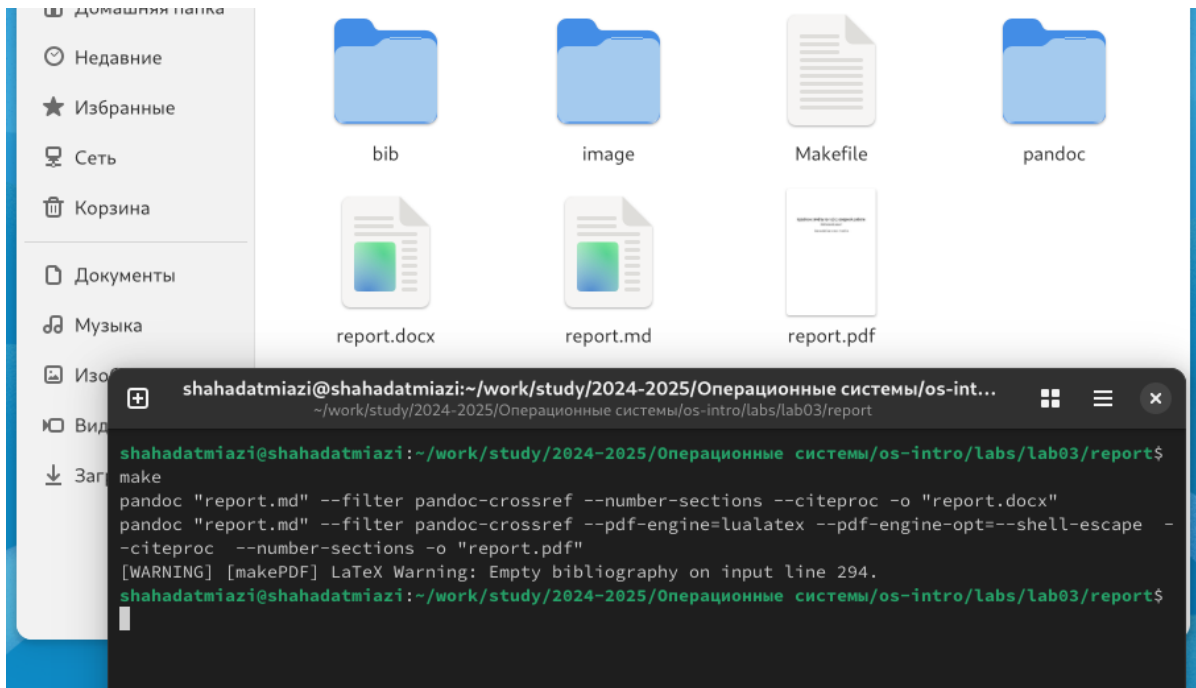 Домашняя папка
Недавние
Избранные
Сеть
Корзина
Документы
Музыка
bib
image
Makefile
pandoc
report.docx
report.md
report.pdf
shahadatmiazi@shahadatmiazi:~/work/study/2024-2025/Операционные системы/os-int...
~/work/study/2024-2025/Операционные системы/os-intro/labs/lab03/report
shahadatmiazi@shahadatmiazi:~/work/study/2024-2025/Операционные системы/os-intro/labs/lab03/report$
make
pandoc "report.md" --filter pandoc-crossref --number-sections --citeproc -o "report.docx"
pandoc "report.md" --filter pandoc-crossref --pdf-engine=lualatex --pdf-engine-opt=--shell-escape -
-citeproc  --number-sections -o "report.pdf"
[WARNING] [makePDF] LaTeX Warning: Empty bibliography on input line 294.
shahadatmiazi@shahadatmiazi:~/work/study/2024-2025/Операционные системы/os-intro/labs/lab03/report$